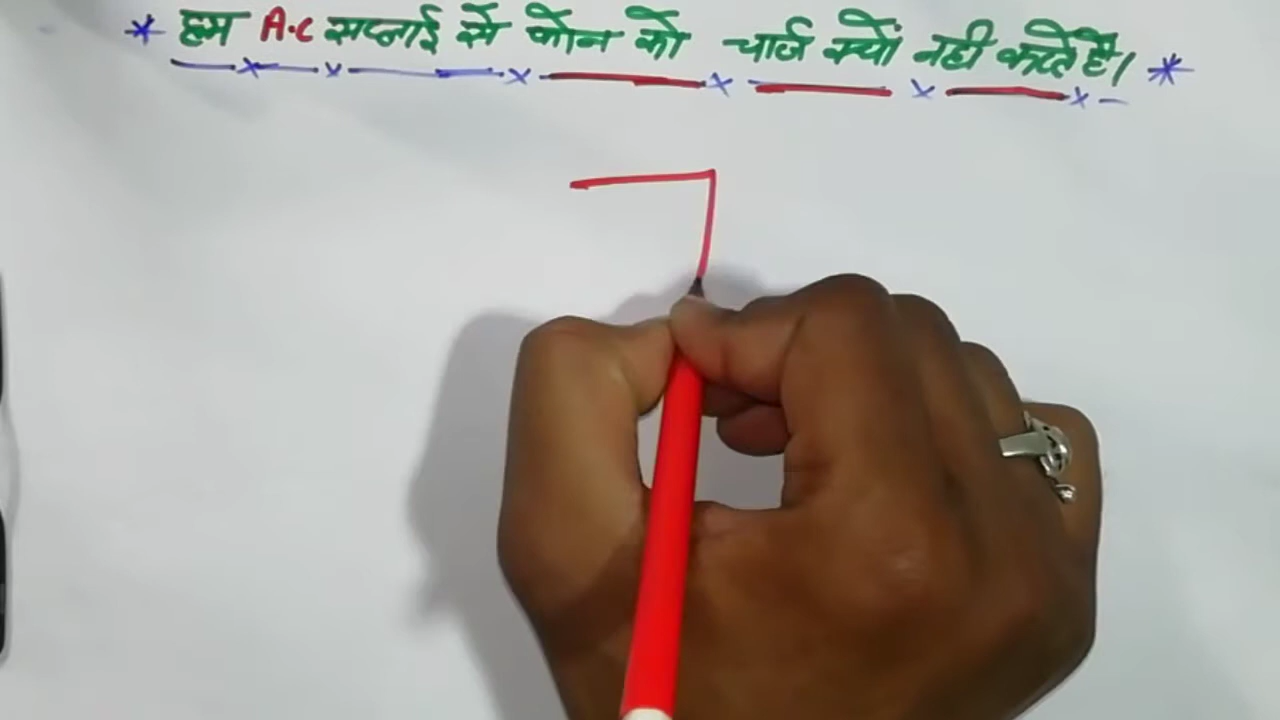 * हम A.C सप्लाई से फोन को चार्ज क्यों नही करते है। *